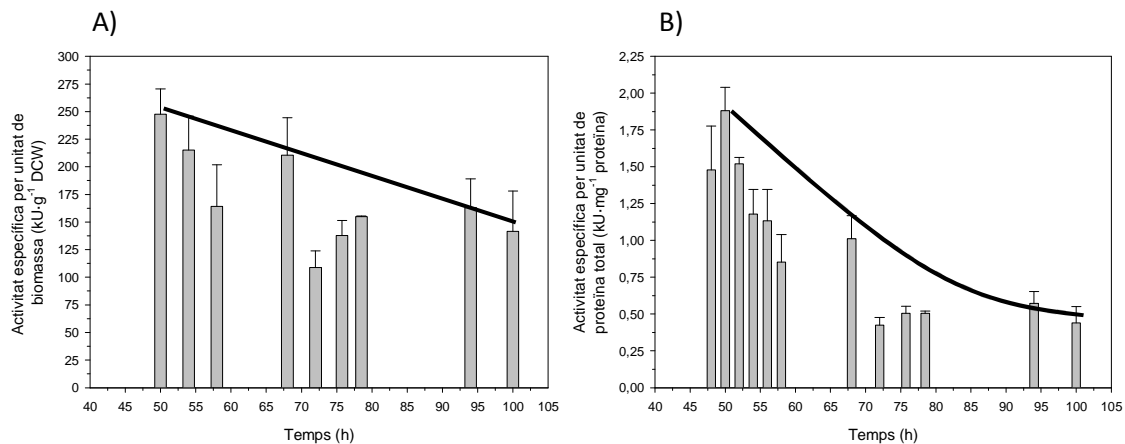 A)
Activitat específica per unitat de
biomassa (kU·g⁻¹ DCW)
300
275
250
225
200
175
150
125
100
75
50
25
0
40 45 50 55 60 65 70 75 80 85 90 95 100 105
Temps (h)
B)
Activitat específica per unitat de
proteïna total (kU·mg⁻¹ proteïna)
2,25
2,00
1,75
1,50
1,25
1,00
0,75
0,50
0,25
0,00
40 45 50 55 60 65 70 75 80 85 90 95 100 105
Temps (h)